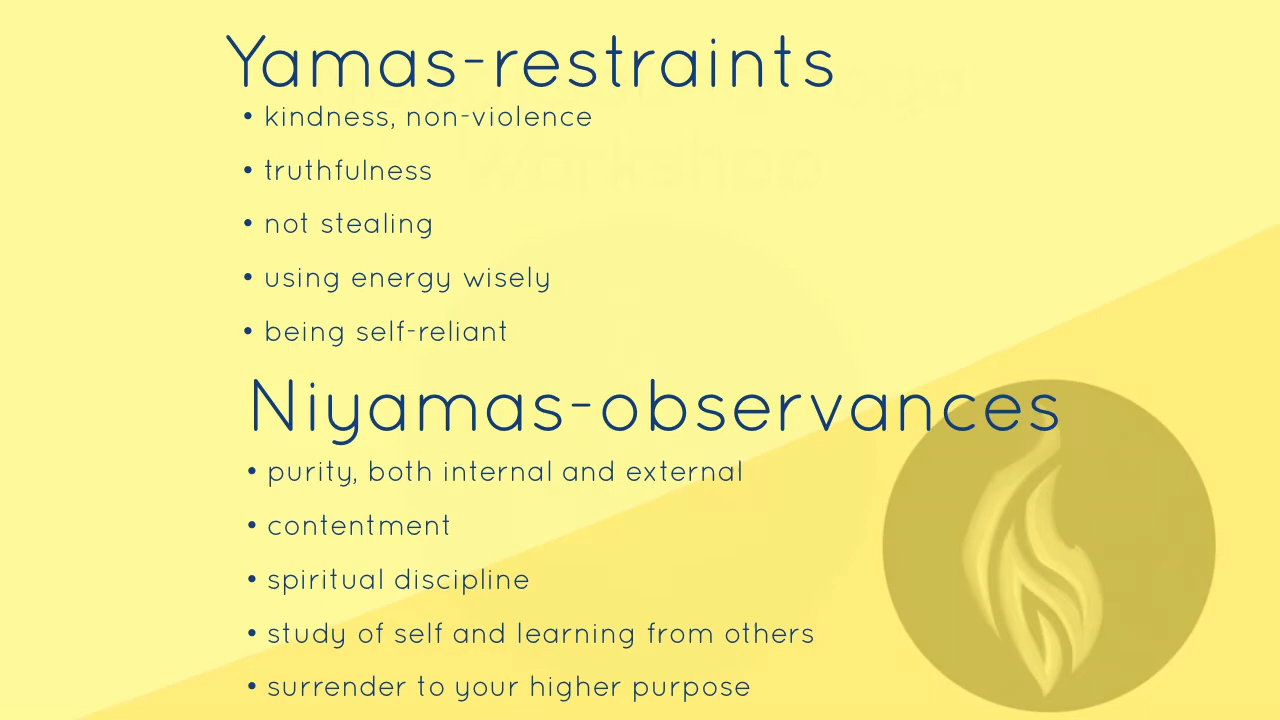 Yamas-restraints
• kindness, non-violence
• truthfulness
• not stealing
• using energy wisely
• being self-reliant
Niyamas-observances
• purity, both internal and external
• contentment
• spiritual discipline
• study of self and learning from others
• surrender to your higher purpose